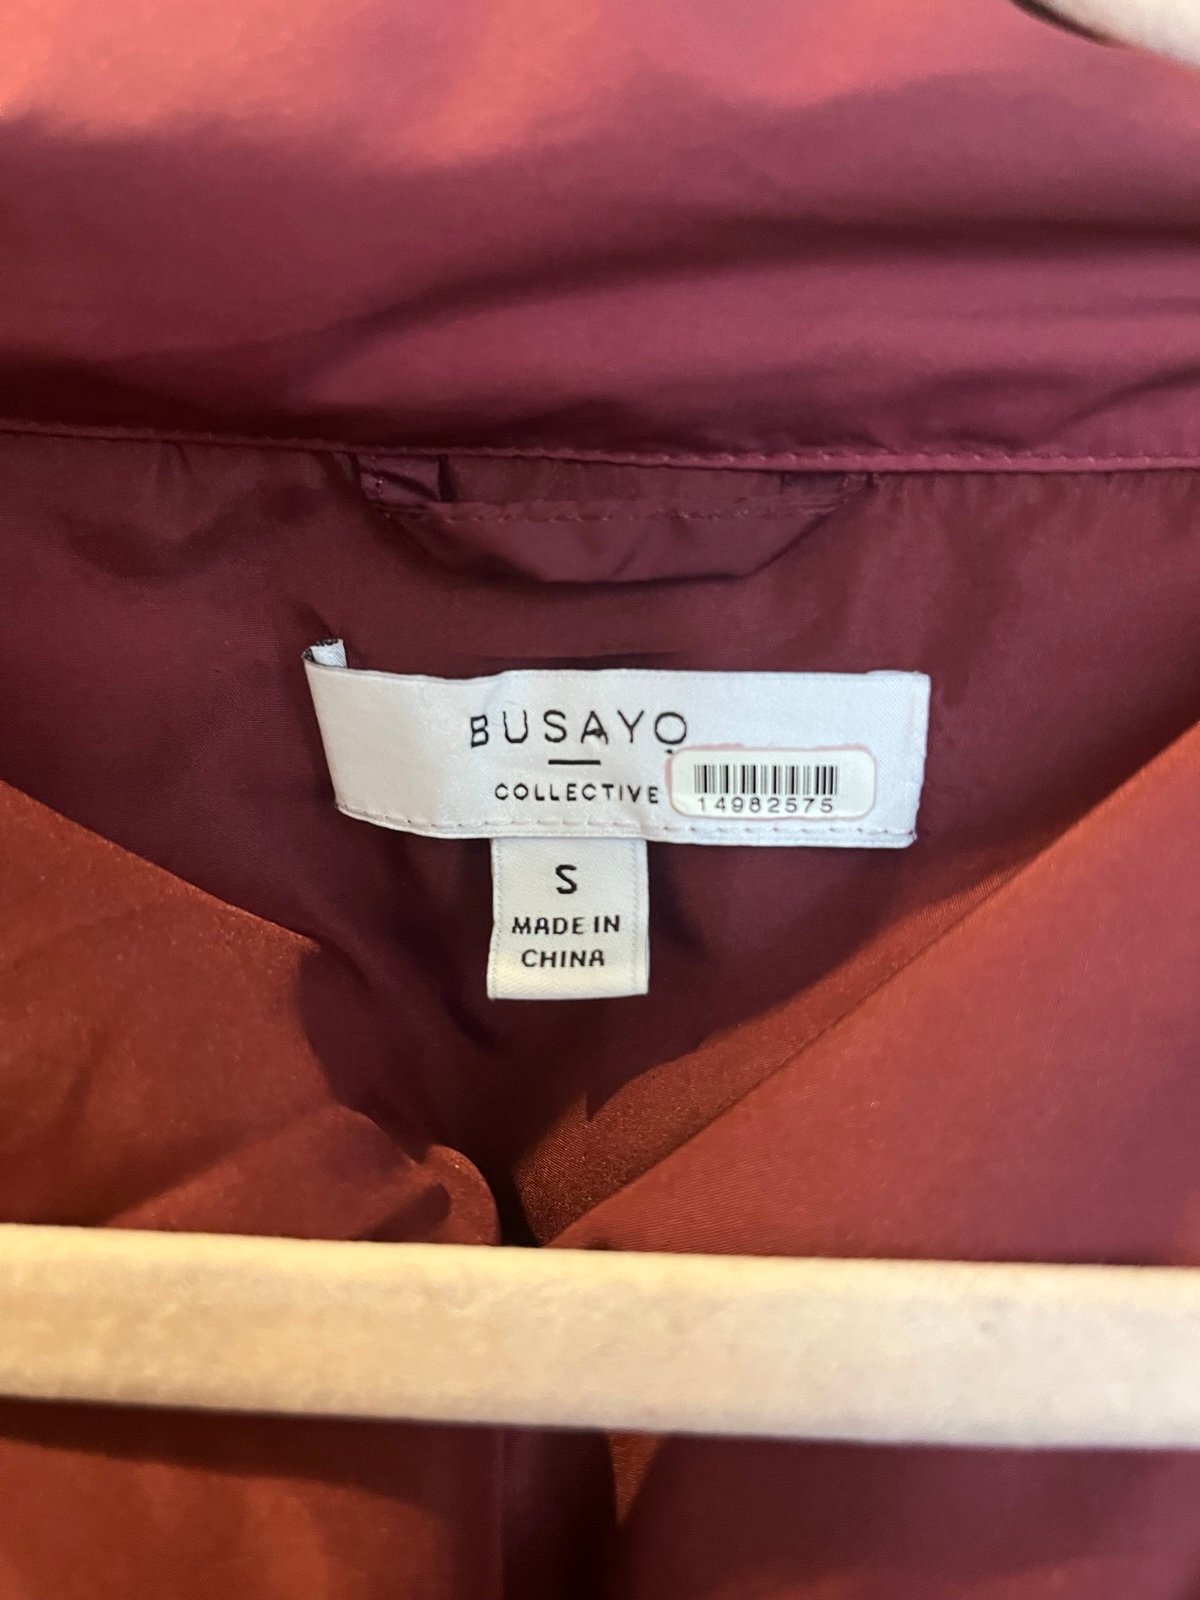 BUSAYO
COLLECTIVE
14982575
S
MADE IN
CHINA